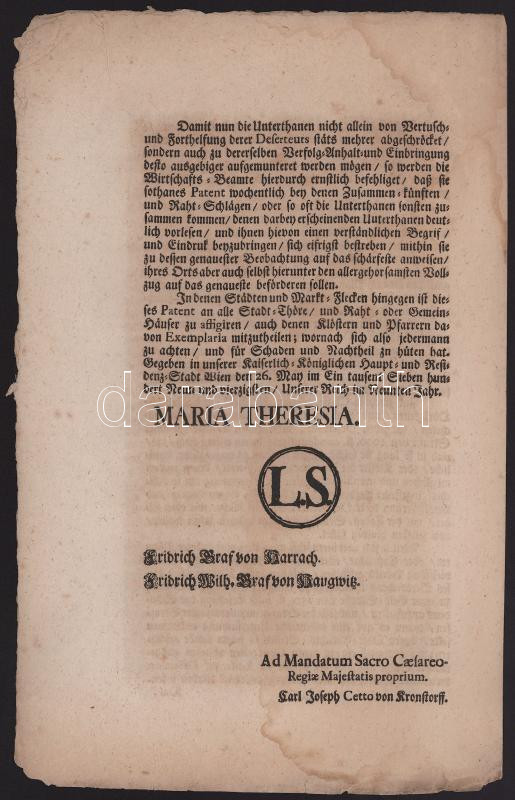 Damit nun die Unterthanen nicht allein von Vertusch-
und Forthelfung derer Deserteurs stäts mehrer abgeschröcket/
sondern auch zu dererselben Verfolg-Anhalt-und Einbringung
desto ausgebiger aufgemunteret werden mögen/ so werden die
Wirtschafts-Beamte hierdurch ernstlich befehliget/ daß sie
sothanes Patent wochentlich bey denen Zusammen-künften/
und Raht-Schlägen/ oder so oft die Unterthanen sonsten zu-
sammen kommen/ denen darbey erscheinenden Unterthanen deut-
lich vorlesen/ und ihnen hievon einen verständlichen Begrif/
und Eindruk beyzubringen/ sich eifrigst bestreben/ mithin sie
zu dessen genauester Beobachtung auf das schärfeste anweisen/
ihres Orts aber auch selbst hierunter den allergehorsamsten Voll-
zug auf das genaueste befördern sollen.
In denen Städten und Markt-Flecken hingegen ist die-
ses Patent an alle Stadt-Thöre/ und Raht- oder Gemein-
Häuser zu affigiren/ auch denen Klöstern und Pfarrern da-
von Exemplaria mitzutheilen; wornach sich also jedermann
zu achten/ und für Schaden und Nachtheil zu hüten hat.
Gegeben in unserer Kaiserlich-Königlichen Haupt- und Resi-
denz-Stadt Wien den 26. May im Ein tausend Sieben hun-
dert Neun und vierzigsten/ Unserer Reich im Neunten Jahr.
MARIA THERESIA.
darabanth
L.S.
Fridrich Graf von Harrach.
Fridrich Wilh. Graf von Haugwitz.
Ad Mandatum Sacro Cæsareo-
Regiæ Majestatis proprium.
Carl Joseph Cetto von Kronstorff.